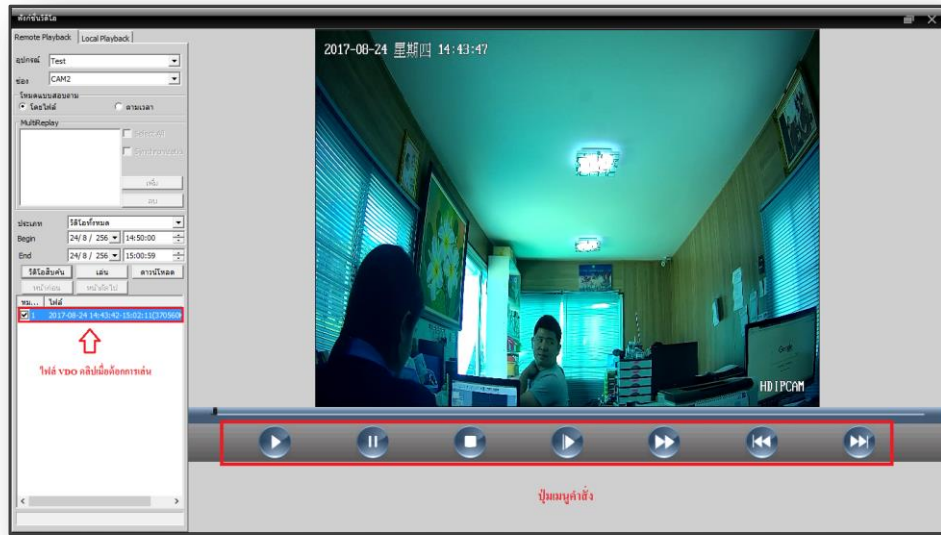 ฟังก์ชั่นวีดีโอ
Remote Playback
Local Playback
อุปกรณ์
Test
ช่อง
CAM2
โหมดแบบสอบถาม
โดยไฟล์
ตามเวลา
MultiReplay
Select All
เพิ่ม
ลบ
ประเภท
วีดีโอทั้งหมด
Begin
24/ 8 / 256
14:50:00
End
24/ 8 / 256
15:00:59
วีดีโอสืบค้น
เล่น
ดาวน์โหลด
หน้าก่อน
หน้าถัดไป
หม...
ไฟล์
1
2017-08-24 14:43:42-15:02:11(370560K
ไฟล์ VDO คลิปเมื่อต้องการเล่น
2017-08-24 星期四 14:43:47
HDIPCAM
ปุ่มเมนูคำสั่ง